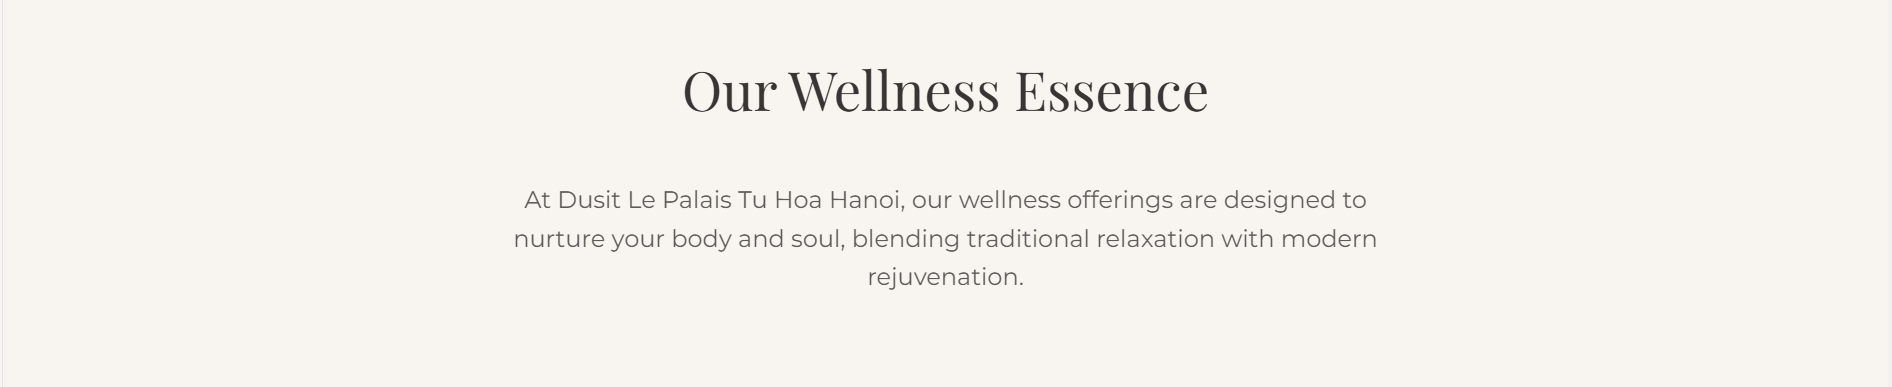 Our Wellness Essence
At Dusit Le Palais Tu Hoa Hanoi, our wellness offerings are designed to
nurture your body and soul, blending traditional relaxation with modern
rejuvenation.